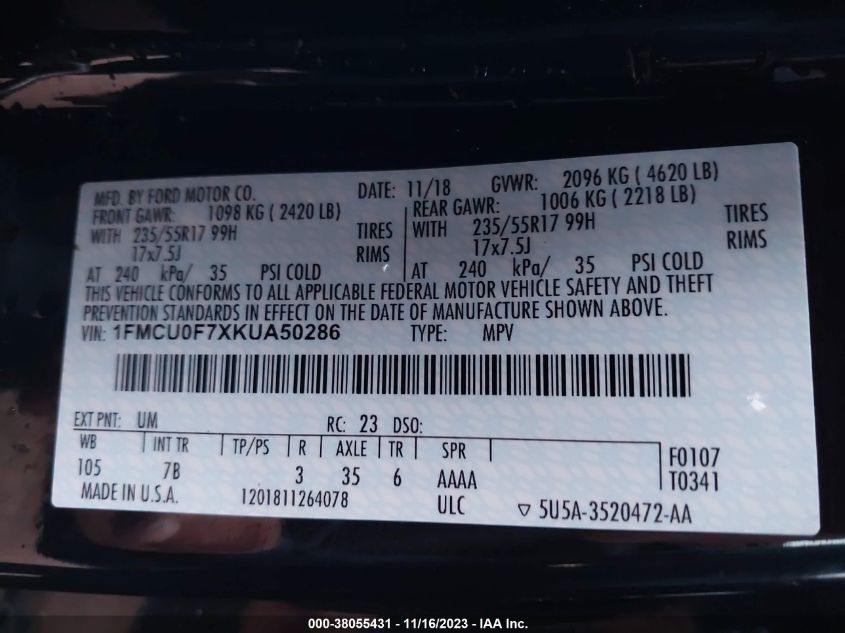 MFD. BY FORD MOTOR CO. DATE: 11/18 GVWR: 2096 KG ( 4620 LB)
FRONT GAWR: 1098 KG ( 2420 LB) REAR GAWR: 1006 KG ( 2218 LB)
WITH 235/55R17 99H TIRES WITH 235/55R17 99H TIRES
17x7.5J RIMS 17x7.5J RIMS
AT 240 kPa/ 35 PSI COLD AT 240 kPa/ 35 PSI COLD
THIS VEHICLE CONFORMS TO ALL APPLICABLE FEDERAL MOTOR VEHICLE SAFETY AND THEFT
PREVENTION STANDARDS IN EFFECT ON THE DATE OF MANUFACTURE SHOWN ABOVE.
VIN: 1FMCU0F7XKUA50286 TYPE: MPV
EXT PNT: UM RC: 23 DSO:
WB INT TR TP/PS R AXLE TR SPR F0107
105 7B 3 35 6 AAAA T0341
MADE IN U.S.A. 1201811264078 ULC ▽ 5U5A-3520472-AA
000-38055431 - 11/16/2023 - IAA Inc.